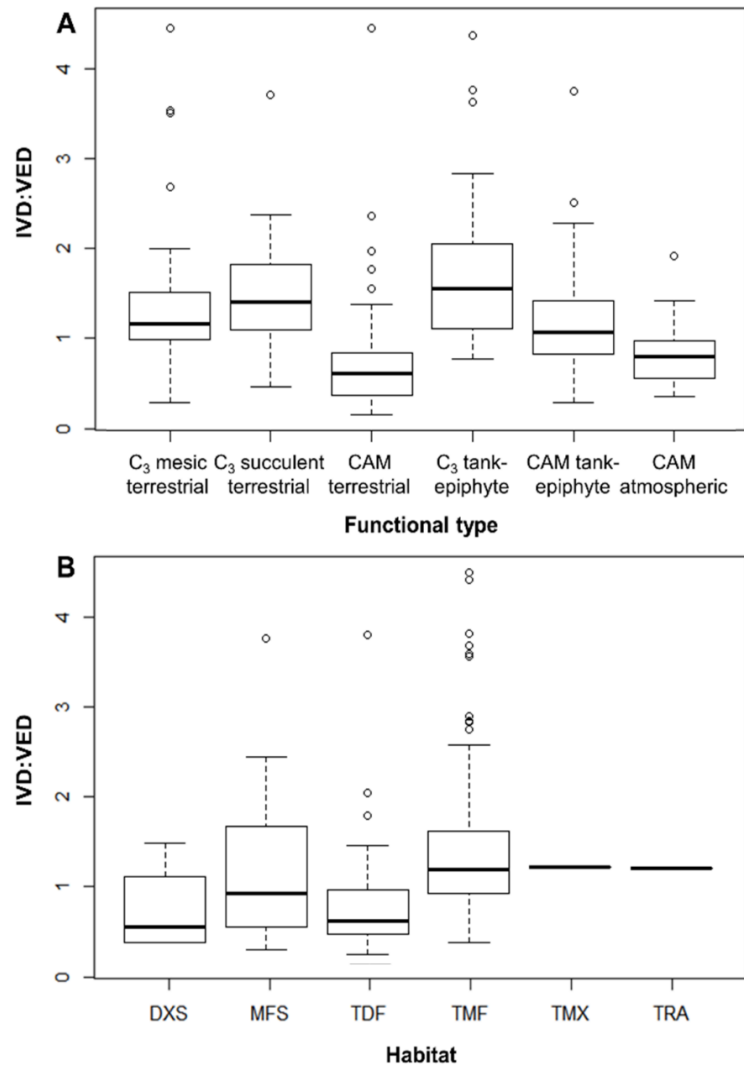 A
IVD:VED
4
3
2
1
0
C₃ mesic terrestrial
C₃ succulent terrestrial
CAM terrestrial
C₃ tank-epiphyte
CAM tank-epiphyte
CAM atmospheric
Functional type
B
IVD:VED
4
3
2
1
0
DXS MFS TDF TMF TMX TRA
Habitat